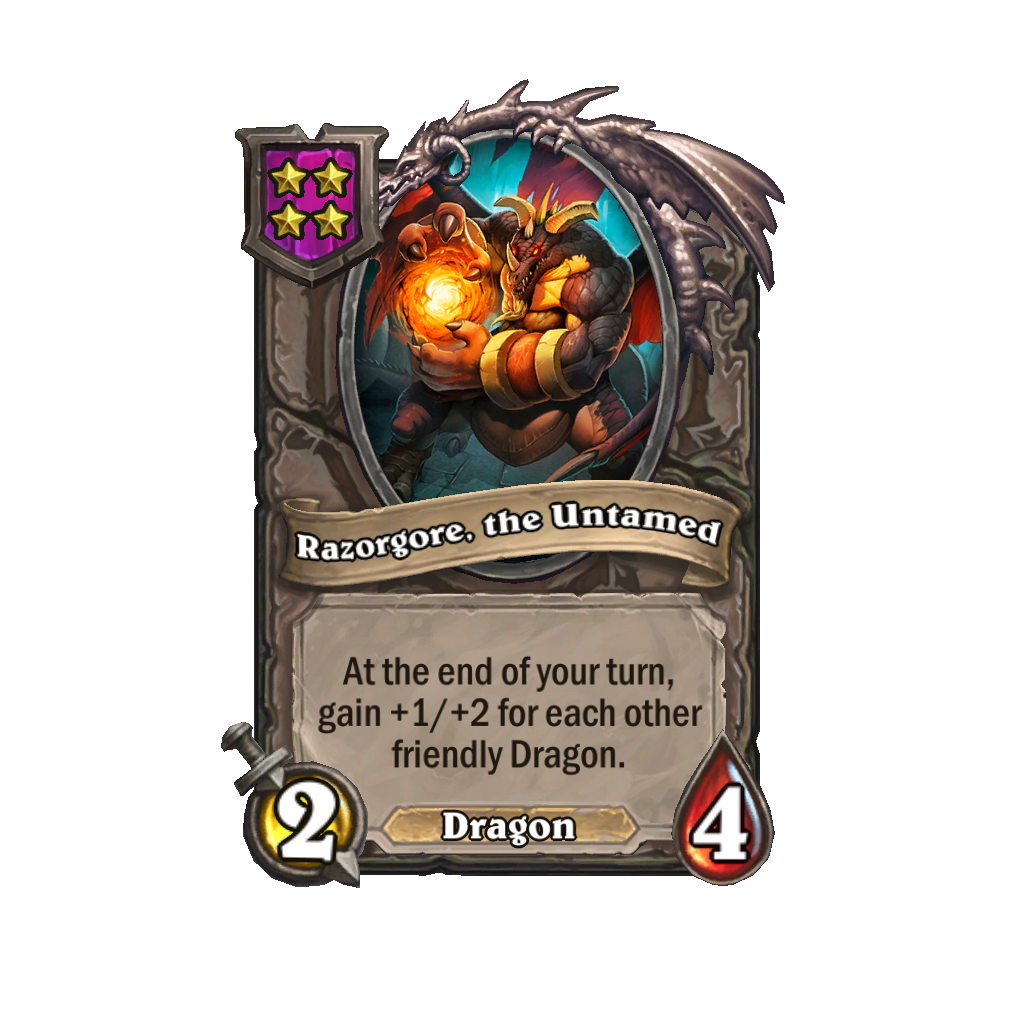 Razorgore, the Untamed
At the end of your turn,
gain +1/+2 for each other
friendly Dragon.
Dragon
2
4